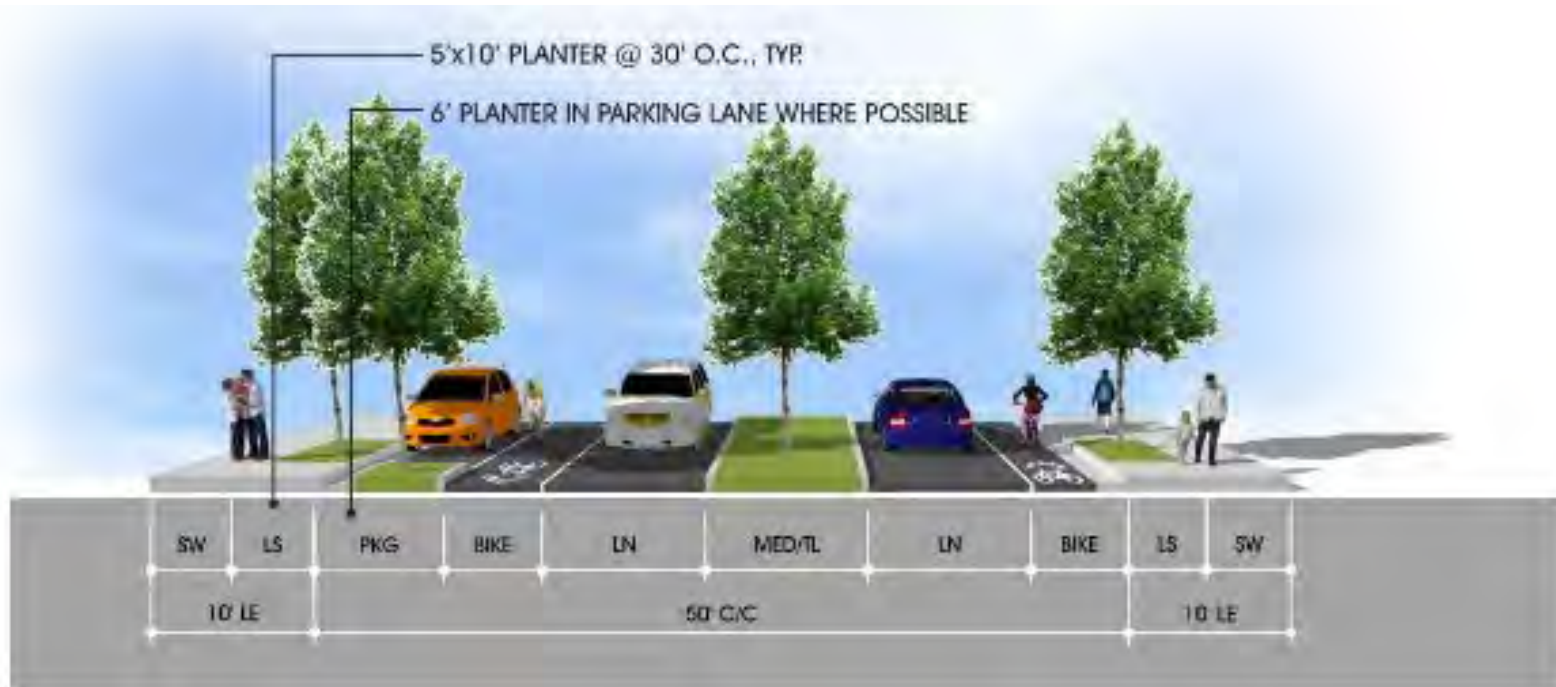 5'x10' PLANTER @ 30' O.C., TYP.
6' PLANTER IN PARKING LANE WHERE POSSIBLE
SW LS PKG BIKE LN MED/TL LN BIKE LS SW
10' LE 50' C/C 10' LE